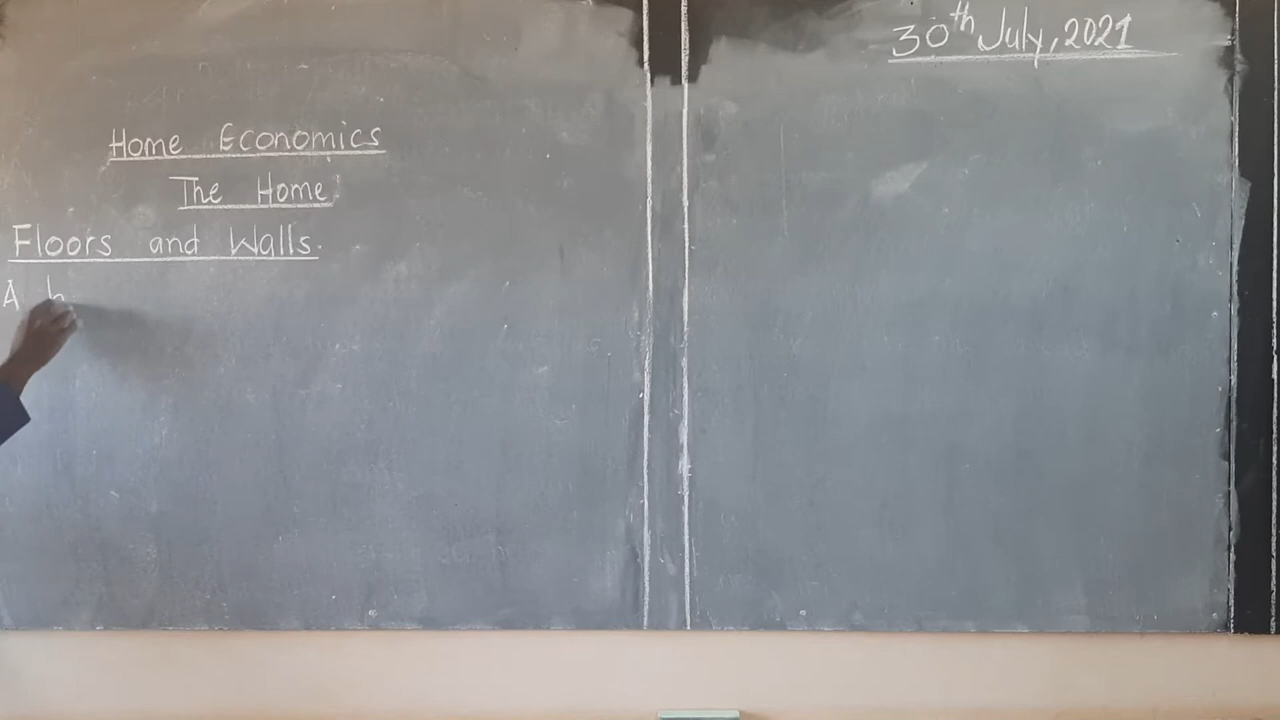 30th July, 2021
Home Economics
The Home
Floors and Walls.
A h